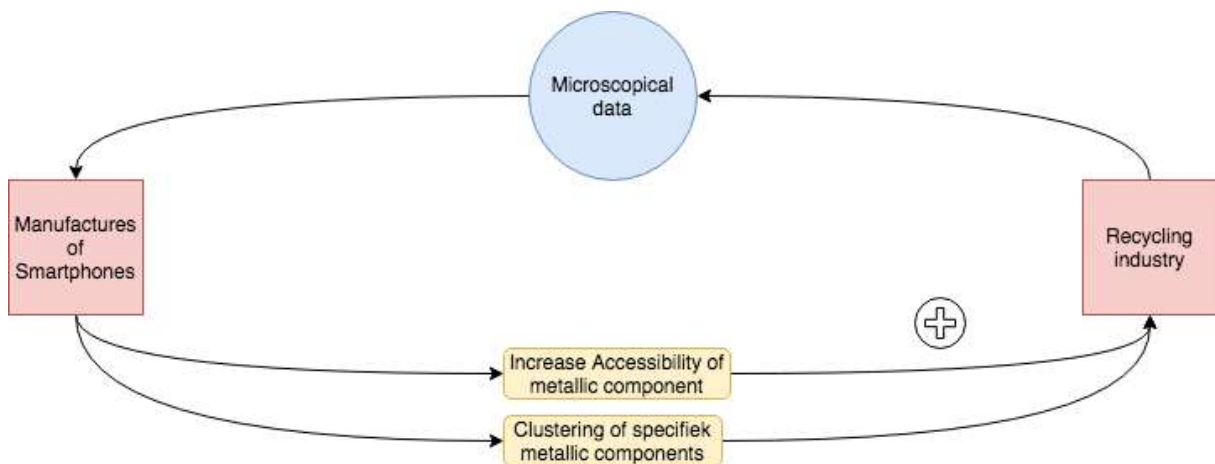 Microscopical
data
Manufactures
of
Smartphones
Recycling
industry
Increase Accessibility of
metallic component
Clustering of specifiek
metallic components